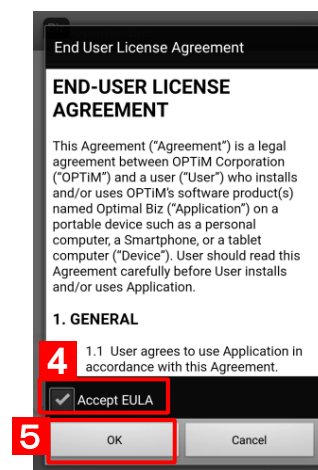 End User License Agreement
END-USER LICENSE
AGREEMENT
This Agreement (“Agreement”) is a legal
agreement between OPTiM Corporation
(“OPTiM”) and a user (“User”) who installs
and/or uses OPTiM's software product(s)
named Optimal Biz (“Application”) on a
portable device such as a personal
computer, a Smartphone, or a tablet
computer (“Device”). User should read this
Agreement carefully before User installs
and/or uses Application.
1. GENERAL
1.1 User agrees to use Application in
accordance with this Agreement.
4
Accept EULA
5
OK
Cancel